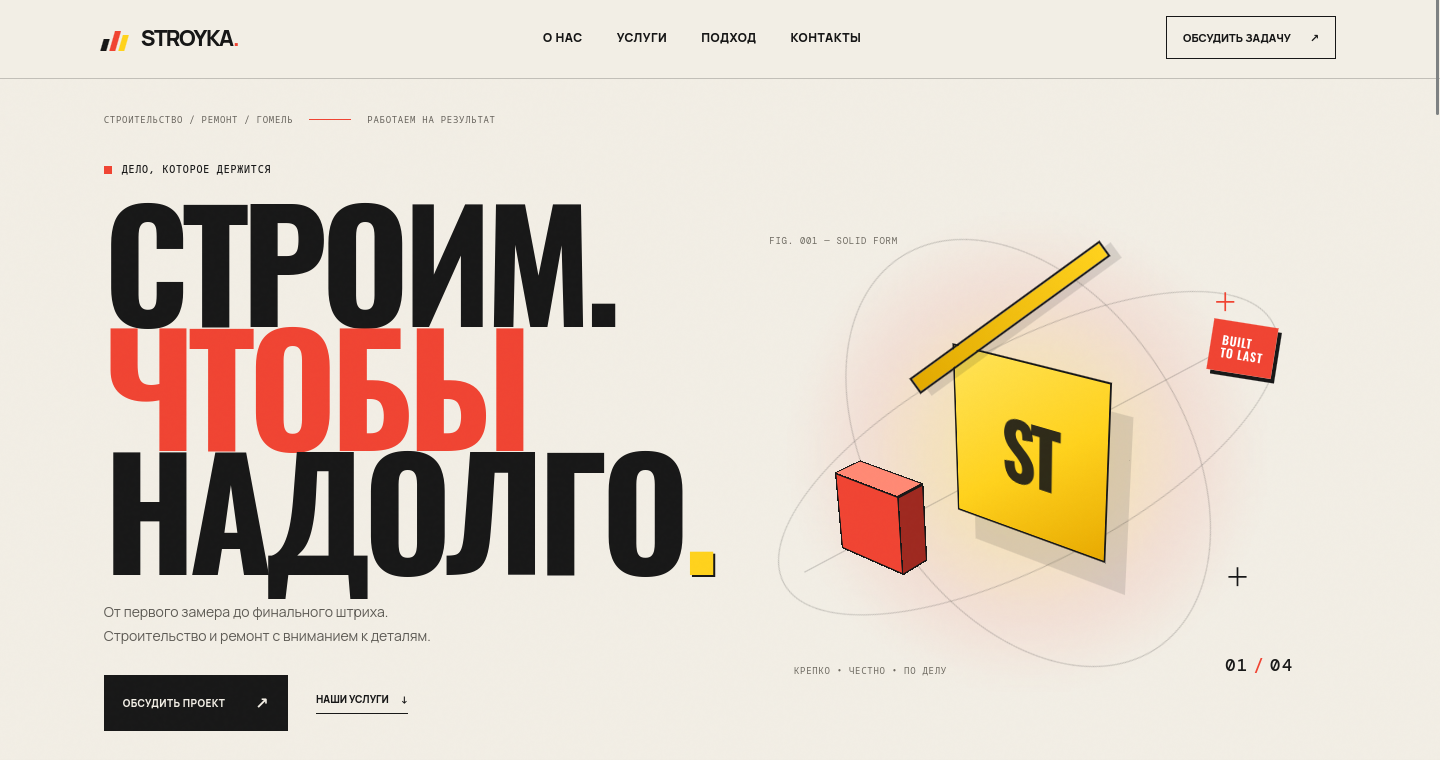 STROYKA.
О НАС
УСЛУГИ
ПОДХОД
КОНТАКТЫ
ОБСУДИТЬ ЗАДАЧУ ↗
СТРОИТЕЛЬСТВО / РЕМОНТ / ГОМЕЛЬ
РАБОТАЕМ НА РЕЗУЛЬТАТ
ДЕЛО, КОТОРОЕ ДЕРЖИТСЯ
СТРОИМ.
ЧТОБЫ
НАДОЛГО.
От первого замера до финального штриха.
Строительство и ремонт с вниманием к деталям.
ОБСУДИТЬ ПРОЕКТ ↗
НАШИ УСЛУГИ ↓
FIG. 001 — SOLID FORM
BUILT
TO LAST
ST
КРЕПКО • ЧЕСТНО • ПО ДЕЛУ
01 / 04